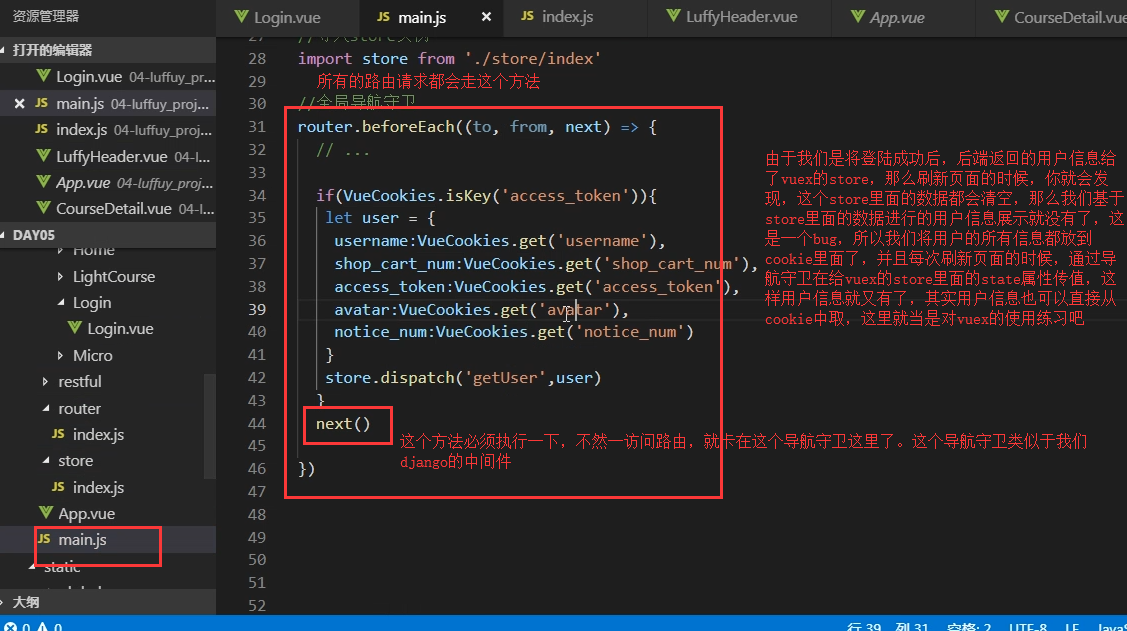 资源管理器
Login.vue
JS main.js ×
JS index.js
LuffyHeader.vue
App.vue
CourseDetail.vue
打开的编辑器
Login.vue 04-luffuy_pr...
× JS main.js 04-luffuy_proj...
JS index.js 04-luffuy_proj...
LuffyHeader.vue 04-l...
App.vue 04-luffuy_proj...
CourseDetail.vue 04-l...
DAY05
Home
LightCourse
Login
Login.vue
Micro
restful
router
JS index.js
store
JS index.js
App.vue
JS main.js
static
大纲
27 //导入store实例
28 import store from './store/index'
29 所有的路由请求都会走这个方法
30 //全局导航守卫
31 router.beforeEach((to, from, next) => {
32 // ...
33
34 if(VueCookies.isKey('access_token')){
35 let user = {
36 username:VueCookies.get('username'),
37 shop_cart_num:VueCookies.get('shop_cart_num'),
38 access_token:VueCookies.get('access_token'),
39 avatar:VueCookies.get('avatar'),
40 notice_num:VueCookies.get('notice_num')
41 }
42 store.dispatch('getUser',user)
43 }
44 next()
45
46 })
47
48
49
50
51
52
由于我们是将登陆成功后，后端返回的用户信息给
了vuex的store，那么刷新页面的时候，你就会发
现，这个store里面的数据都会清空，那么我们基于
store里面的数据进行的用户信息展示就没有了，这
是一个bug，所以我们将用户的所有信息都放到
cookie里面了，并且每次刷新页面的时候，通过导
航守卫在给vuex的store里面的state属性传值，这
样用户信息就又有了，其实用户信息也可以直接从
cookie中取，这里就当是对vuex的使用练习吧
这个方法必须执行一下，不然一访问路由，就卡在这个导航守卫这里了。这个导航守卫类似于我们
django的中间件
0 0
行 39，列 31 空格: 2 UTF-8 LF JavaS